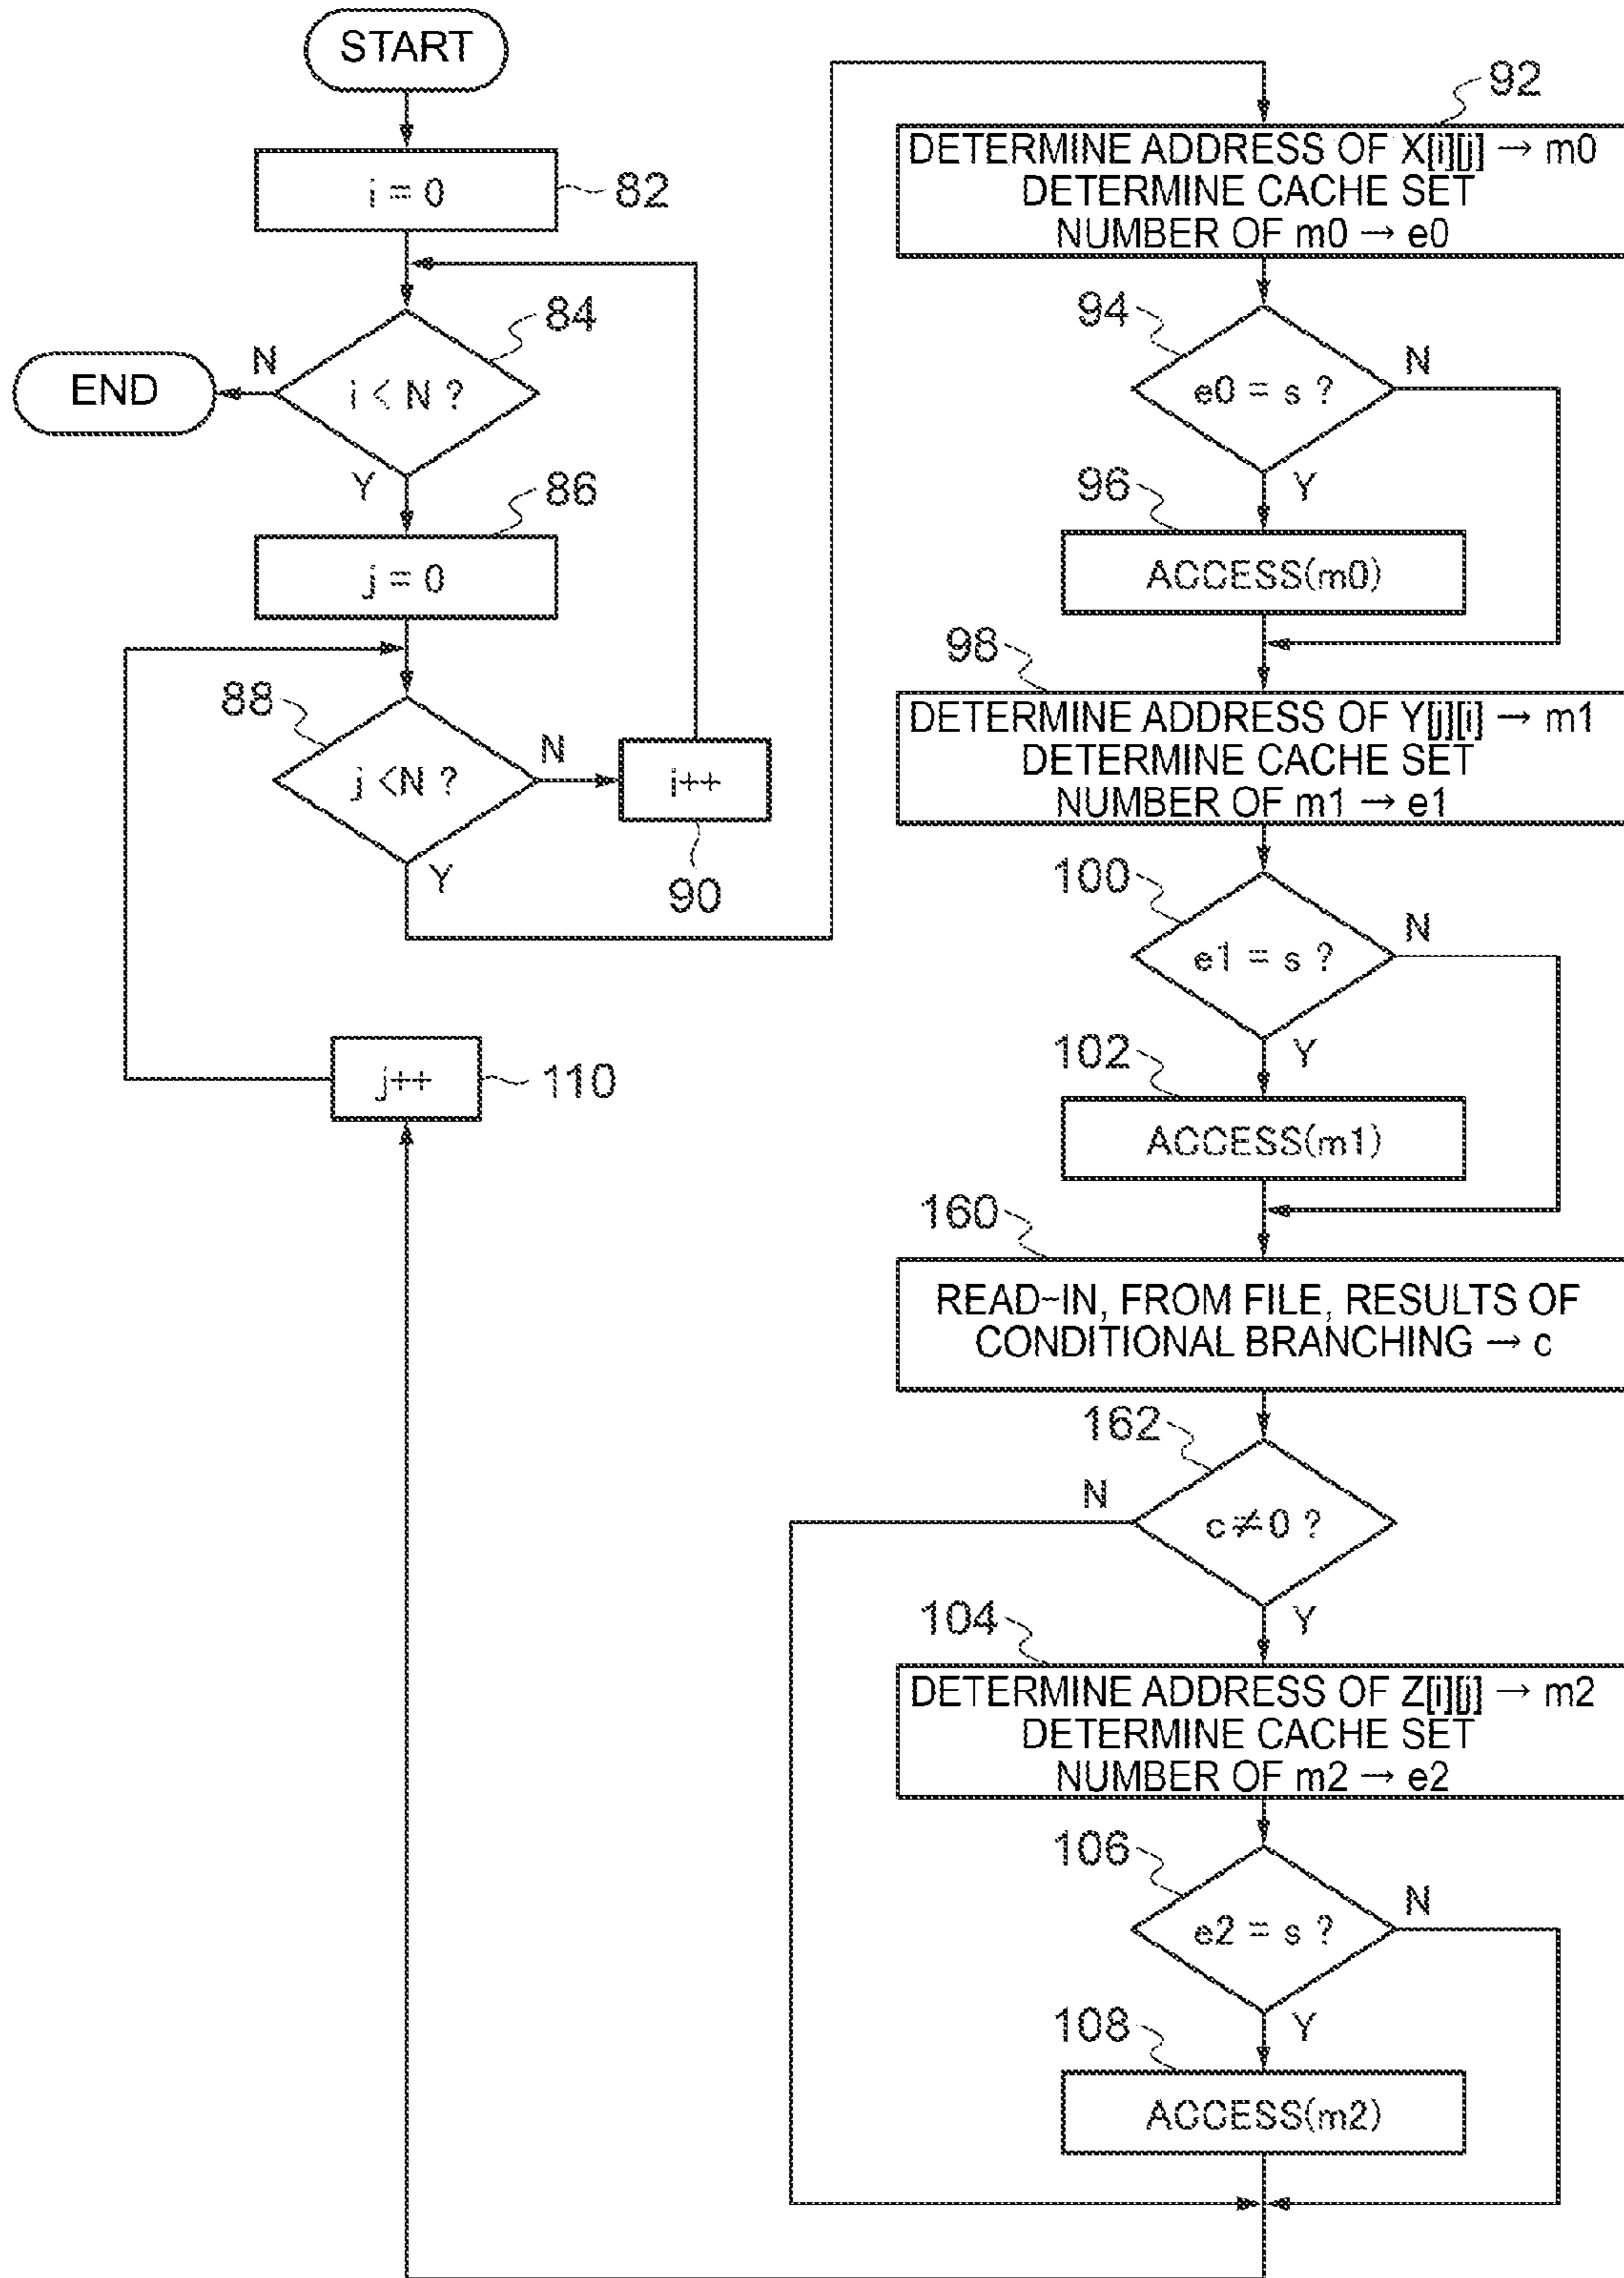 START
i = 0
82
84
i < N ?
N
END
Y
86
j = 0
88
j <N ?
N
i++
90
Y
j++
110
92
DETERMINE ADDRESS OF X[i][j] → m0
DETERMINE CACHE SET
NUMBER OF m0 → e0
94
e0 = s ?
N
Y
96
ACCESS(m0)
98
DETERMINE ADDRESS OF Y[j][i] → m1
DETERMINE CACHE SET
NUMBER OF m1 → e1
100
e1 = s ?
N
Y
102
ACCESS(m1)
160
READ-IN, FROM FILE, RESULTS OF
CONDITIONAL BRANCHING → c
162
N
c≠0 ?
Y
104
DETERMINE ADDRESS OF Z[i][j] → m2
DETERMINE CACHE SET
NUMBER OF m2 → e2
106
e2 = s ?
N
Y
108
ACCESS(m2)